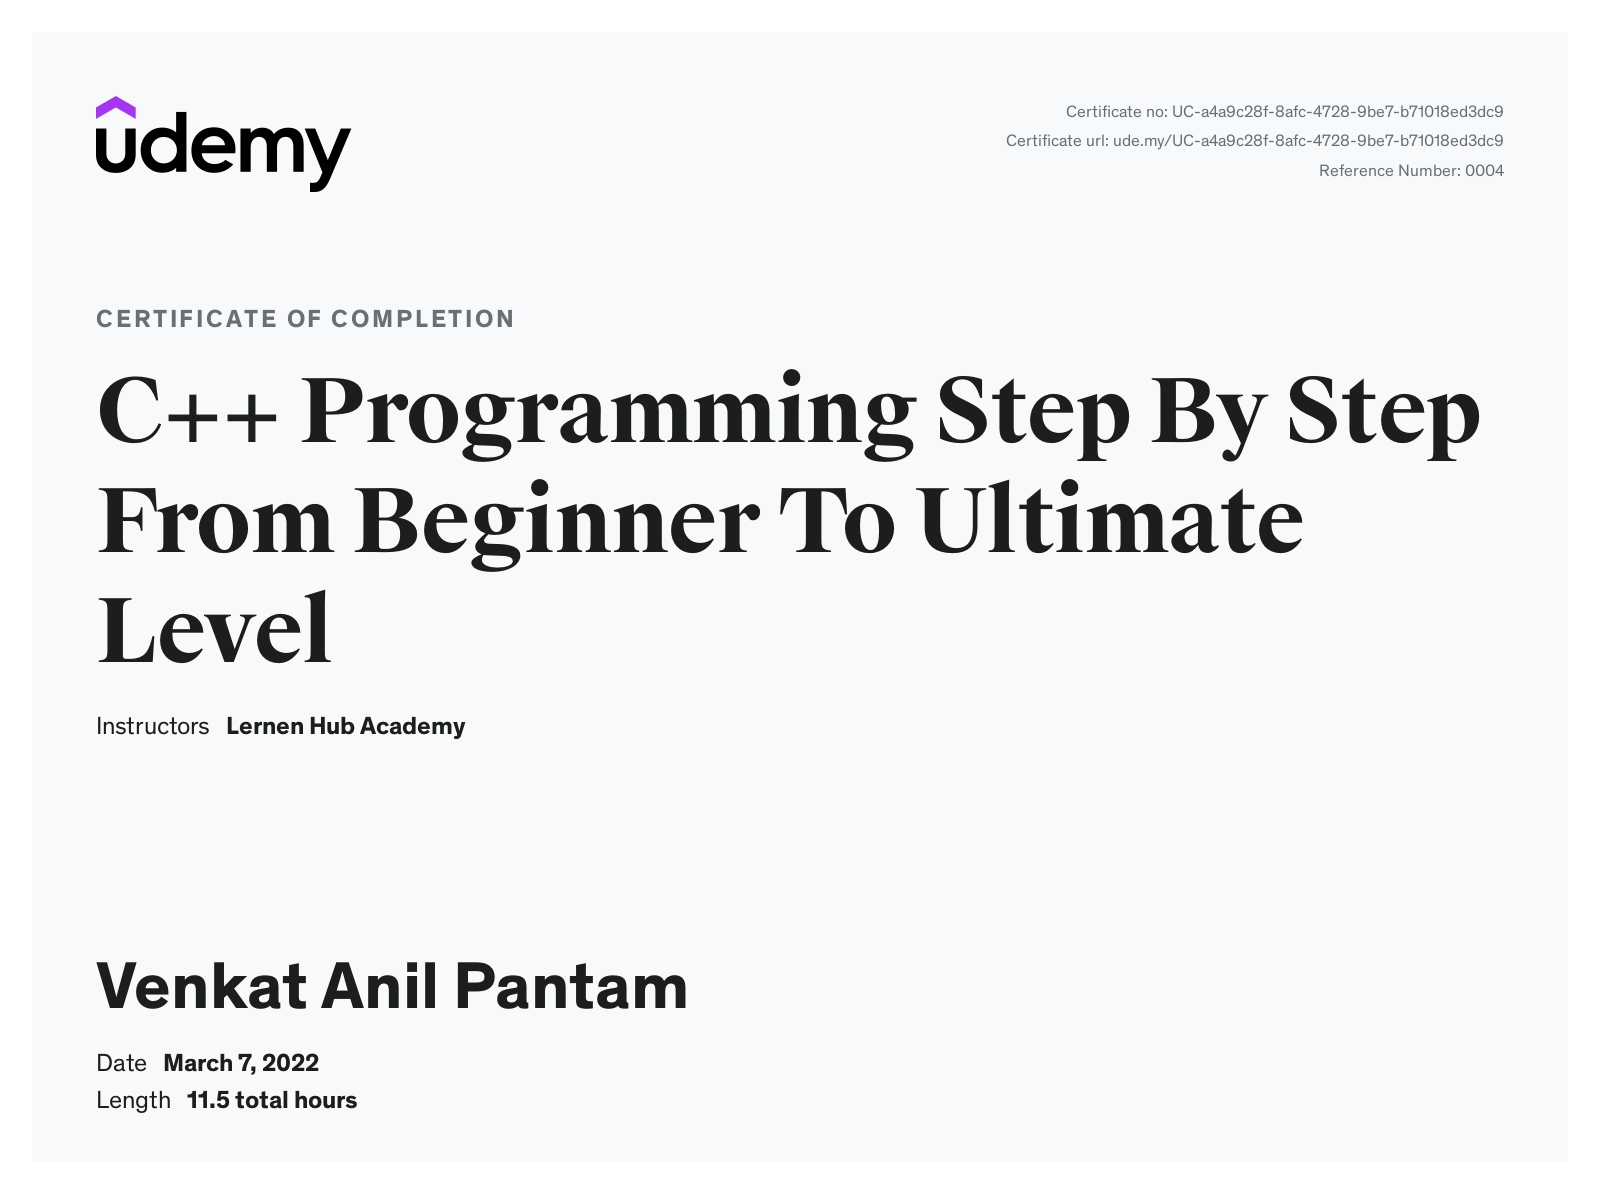 udemy
Certificate no: UC-a4a9c28f-8afc-4728-9be7-b71018ed3dc9
Certificate url: ude.my/UC-a4a9c28f-8afc-4728-9be7-b71018ed3dc9
Reference Number: 0004
CERTIFICATE OF COMPLETION
C++ Programming Step By Step
From Beginner To Ultimate
Level
Instructors Lernen Hub Academy
Venkat Anil Pantam
Date March 7, 2022
Length 11.5 total hours